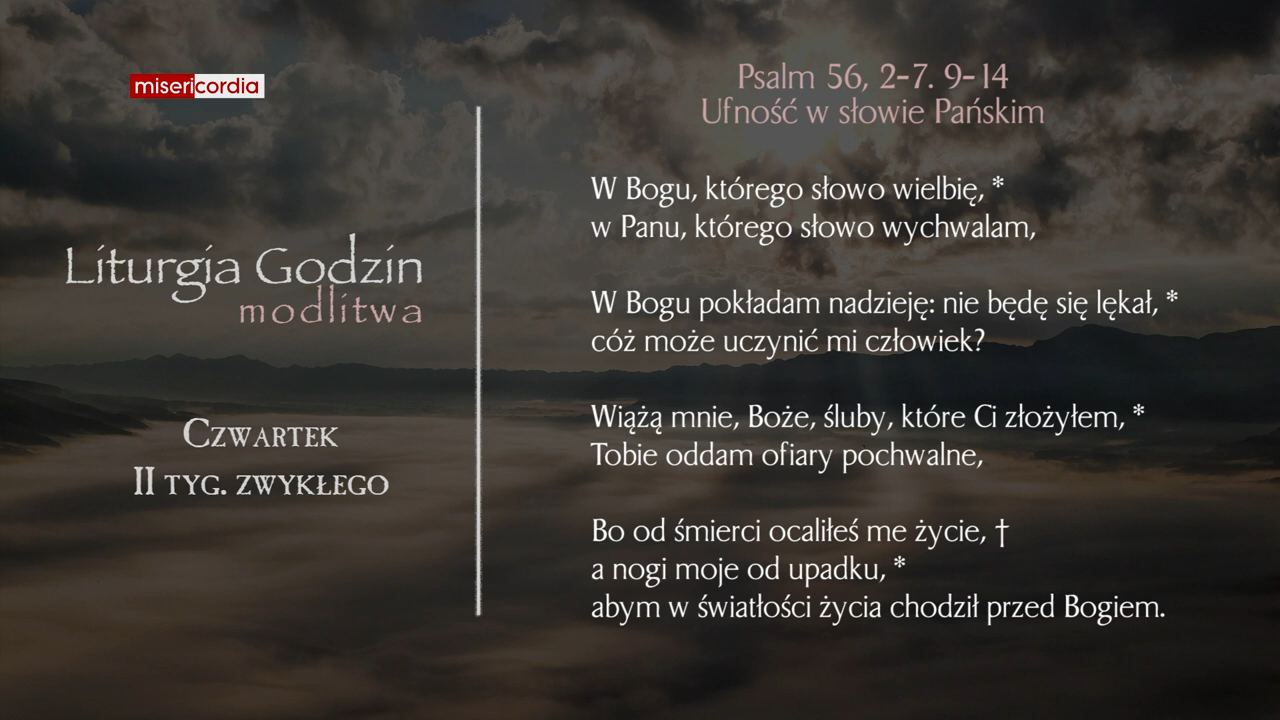 misericordia
Liturgia Godzin
modlitwa
Czwartek
II tyg. zwykłego
Psalm 56, 2-7. 9-14
Ufność w słowie Pańskim
W Bogu, którego słowo wielbię, *
w Panu, którego słowo wychwalam,
W Bogu pokładam nadzieję: nie będę się lękał, *
cóż może uczynić mi człowiek?
Wiążą mnie, Boże, śluby, które Ci złożyłem, *
Tobie oddam ofiary pochwalne,
Bo od śmierci ocaliłeś me życie, †
a nogi moje od upadku, *
abym w światłości życia chodził przed Bogiem.